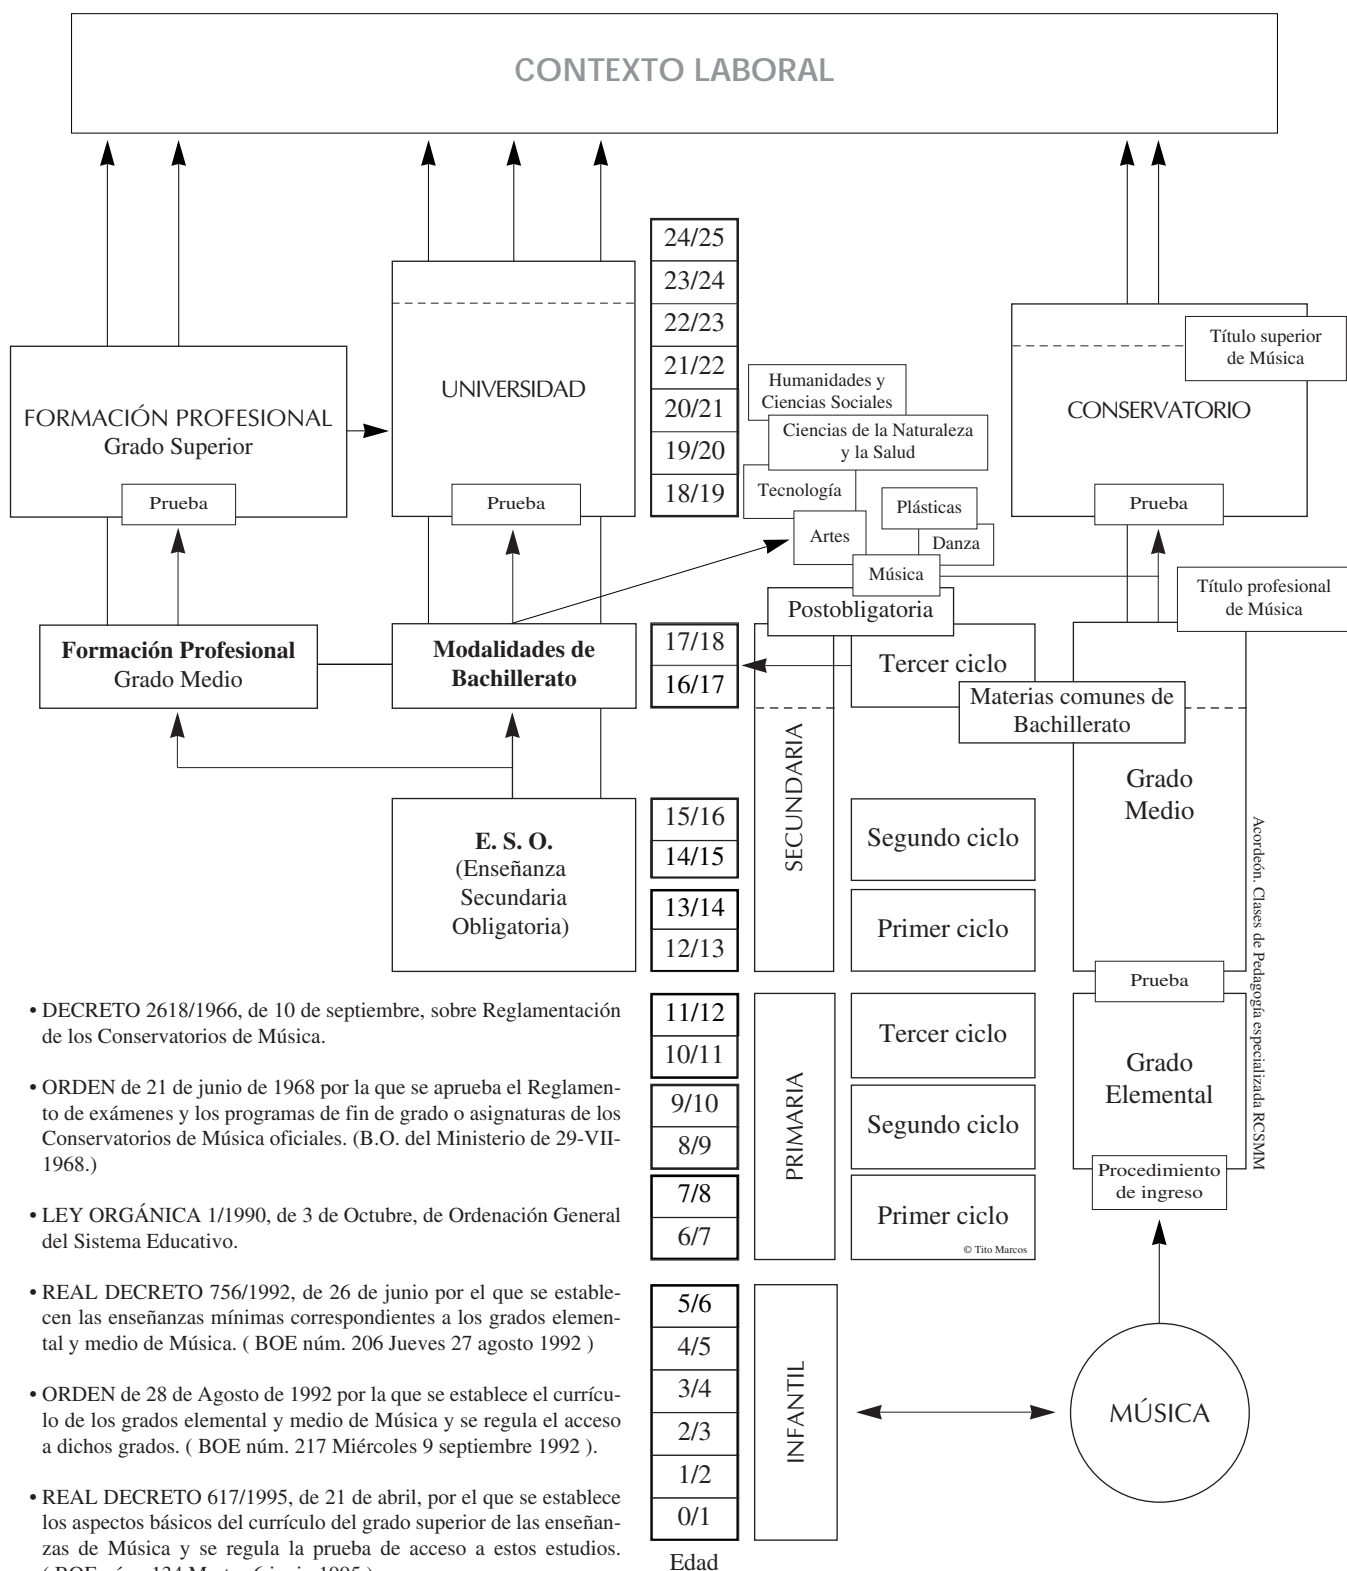 CONTEXTO LABORAL
24/25
23/24
22/23
21/22
20/21
19/20
18/19
FORMACIÓN PROFESIONAL
Grado Superior
Prueba
UNIVERSIDAD
Prueba
Humanidades y
Ciencias Sociales
Ciencias de la Naturaleza
y la Salud
Tecnología
Artes
Plásticas
Danza
Música
Título superior
de Música
CONSERVATORIO
Prueba
Título profesional
de Música
Formación Profesional
Grado Medio
Modalidades de
Bachillerato
17/18
16/17
Postobligatoria
Tercer ciclo
Materias comunes de
Bachillerato
SECUNDARIA
Grado
Medio
E. S. O.
(Enseñanza
Secundaria
Obligatoria)
15/16
14/15
13/14
12/13
Segundo ciclo
Primer ciclo
Prueba
Acordeón. Clases de Pedagogía especializada RCSMM
11/12
10/11
9/10
8/9
7/8
6/7
PRIMARIA
Tercer ciclo
Segundo ciclo
Primer ciclo
© Tito Marcos
Grado
Elemental
Procedimiento
de ingreso
5/6
4/5
3/4
2/3
1/2
0/1
Edad
INFANTIL
MÚSICA
• DECRETO 2618/1966, de 10 de septiembre, sobre Reglamentación
de los Conservatorios de Música.
• ORDEN de 21 de junio de 1968 por la que se aprueba el Reglamen-
to de exámenes y los programas de fin de grado o asignaturas de los
Conservatorios de Música oficiales. (B.O. del Ministerio de 29-VII-
1968.)
• LEY ORGÁNICA 1/1990, de 3 de Octubre, de Ordenación General
del Sistema Educativo.
• REAL DECRETO 756/1992, de 26 de junio por el que se estable-
cen las enseñanzas mínimas correspondientes a los grados elemen-
tal y medio de Música. ( BOE núm. 206 Jueves 27 agosto 1992 )
• ORDEN de 28 de Agosto de 1992 por la que se establece el currícu-
lo de los grados elemental y medio de Música y se regula el acceso
a dichos grados. ( BOE núm. 217 Miércoles 9 septiembre 1992 ).
• REAL DECRETO 617/1995, de 21 de abril, por el que se establece
los aspectos básicos del currículo del grado superior de las enseñan-
zas de Música y se regula la prueba de acceso a estos estudios.
( BOE núm. 134 Martes 6 junio 1995 )